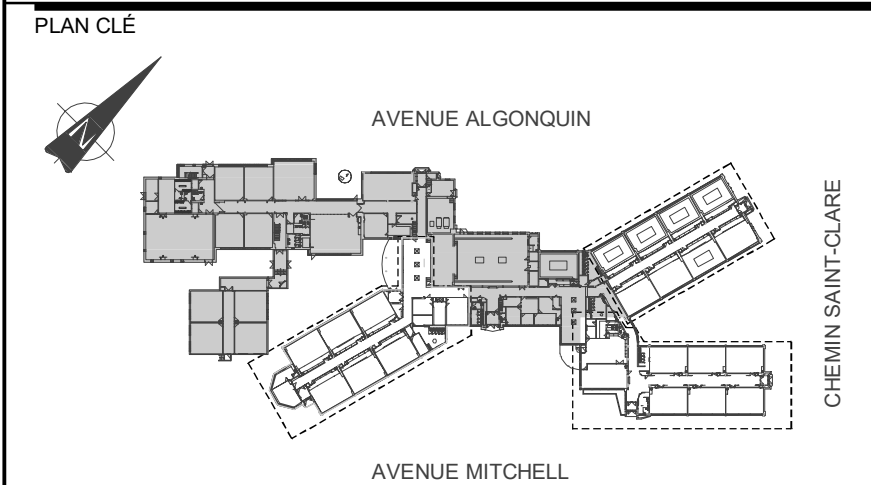 PLAN CLÉ
N
AVENUE ALGONQUIN
CHEMIN SAINT-CLARE
AVENUE MITCHELL